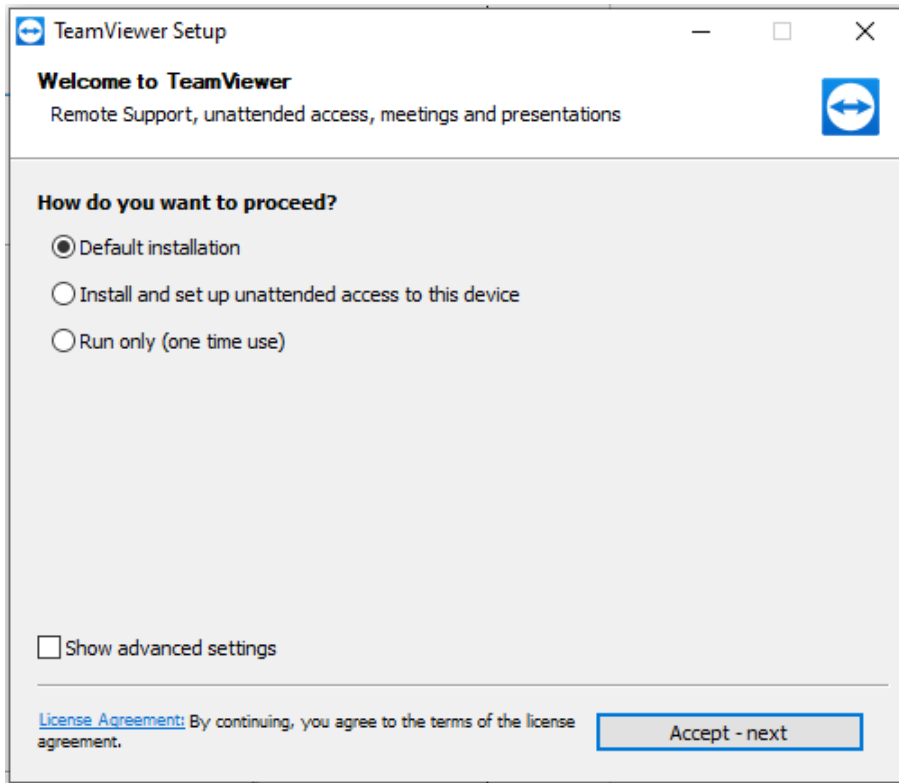 TeamViewer Setup
Welcome to TeamViewer
Remote Support, unattended access, meetings and presentations
How do you want to proceed?
Default installation
Install and set up unattended access to this device
Run only (one time use)
Show advanced settings
License Agreement: By continuing, you agree to the terms of the license
agreement.
Accept - next